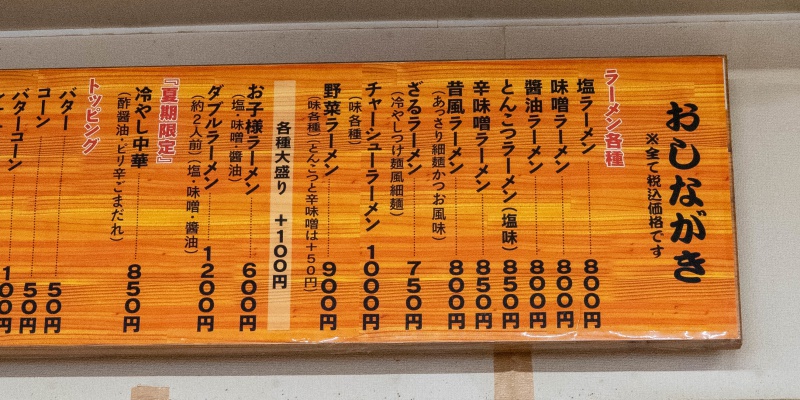 おしながき
※全て税込価格です
ラーメン各種
塩ラーメン 800円
味噌ラーメン 800円
醤油ラーメン 800円
とんこつラーメン（塩味） 850円
辛味噌ラーメン 850円
昔風ラーメン 800円
（あっさり細麺かつお風味）
ざるラーメン 750円
（冷やしつけ麺風細麺）
チャーシューラーメン 1000円
（味各種）
野菜ラーメン 900円
（味各種）（とんこつと辛味噌は＋50円）
各種大盛り ＋100円
お子様ラーメン 600円
（塩・味噌・醤油）
ダブルラーメン 1200円
（約2人前）（塩・味噌・醤油）
『夏期限定』
冷やし中華 850円
（酢醤油・ピリ辛ごまだれ）
トッピング
バター 50円
コーン 50円
バターコーン 100円